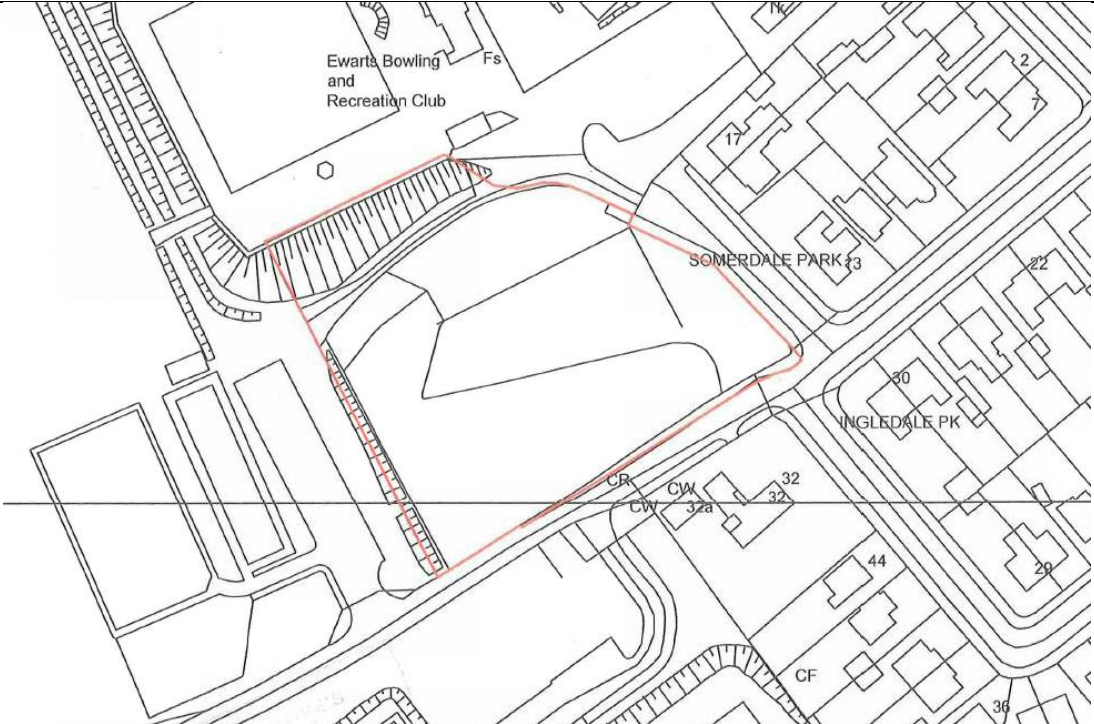 Ewarts Bowling
and
Recreation Club
Fs
2
7
17
SOMERDALE PARK
13
22
30
INGLEDALE PK
CR
CW
CW
32a
32
32
44
29
CF
36